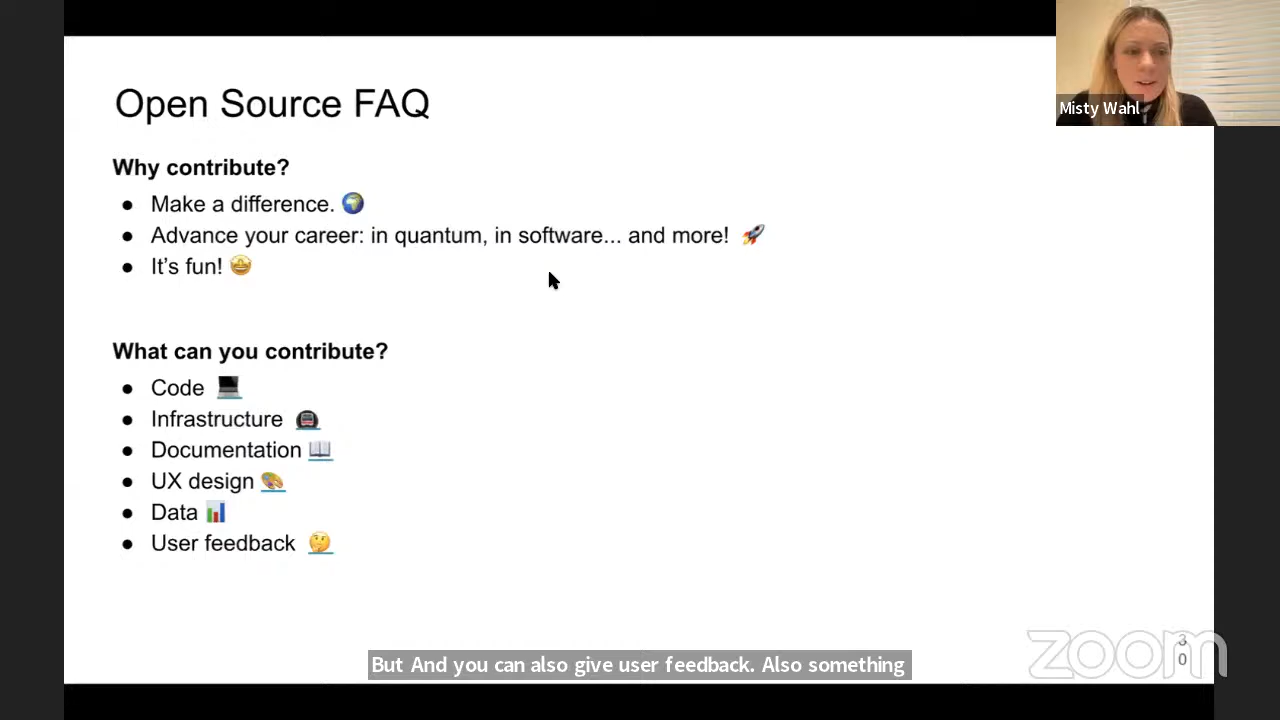 Open Source FAQ
Misty Wahl
Why contribute?
● Make a difference. 🌍
● Advance your career: in quantum, in software... and more! 🚀
● It's fun! 🤩
What can you contribute?
● Code 💻
● Infrastructure 🚇
● Documentation 📖
● UX design 🎨
● Data 📊
● User feedback 🤔
But And you can also give user feedback. Also something
zoom
3
0